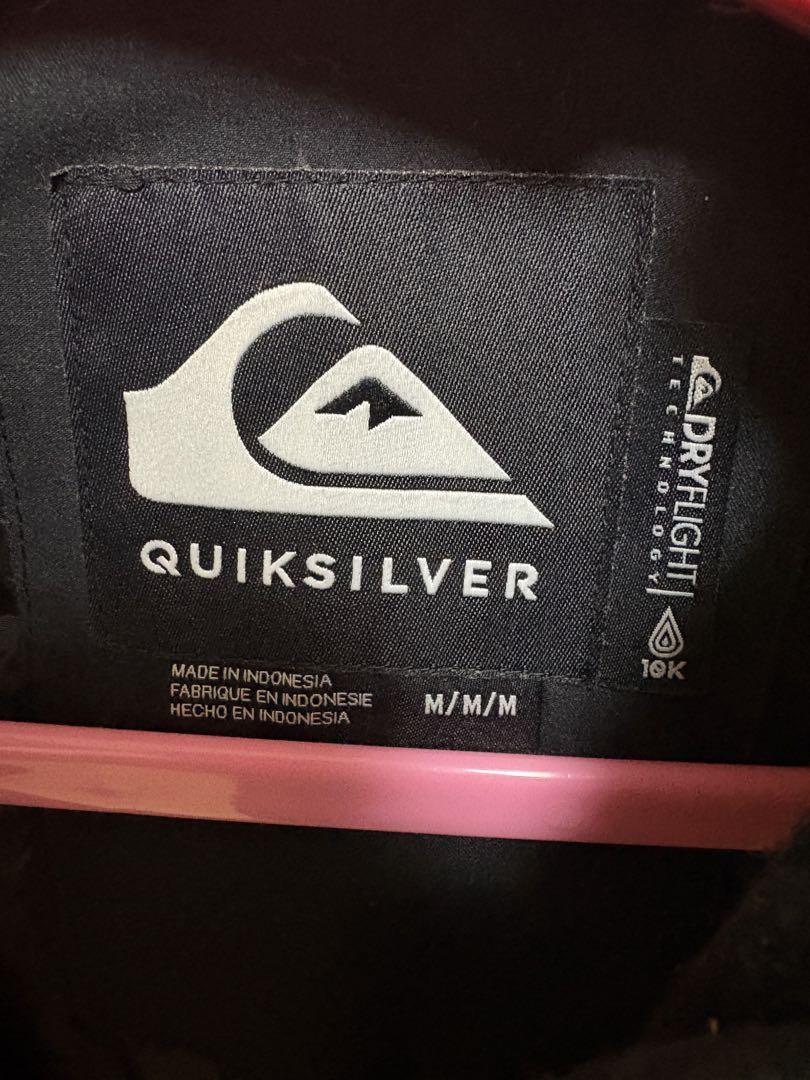 QUIKSILVER
MADE IN INDONESIA
FABRIQUE EN INDONESIE
HECHO EN INDONESIA
M/M/M
DRYFLIGHT
TECHNOLOGY
10K